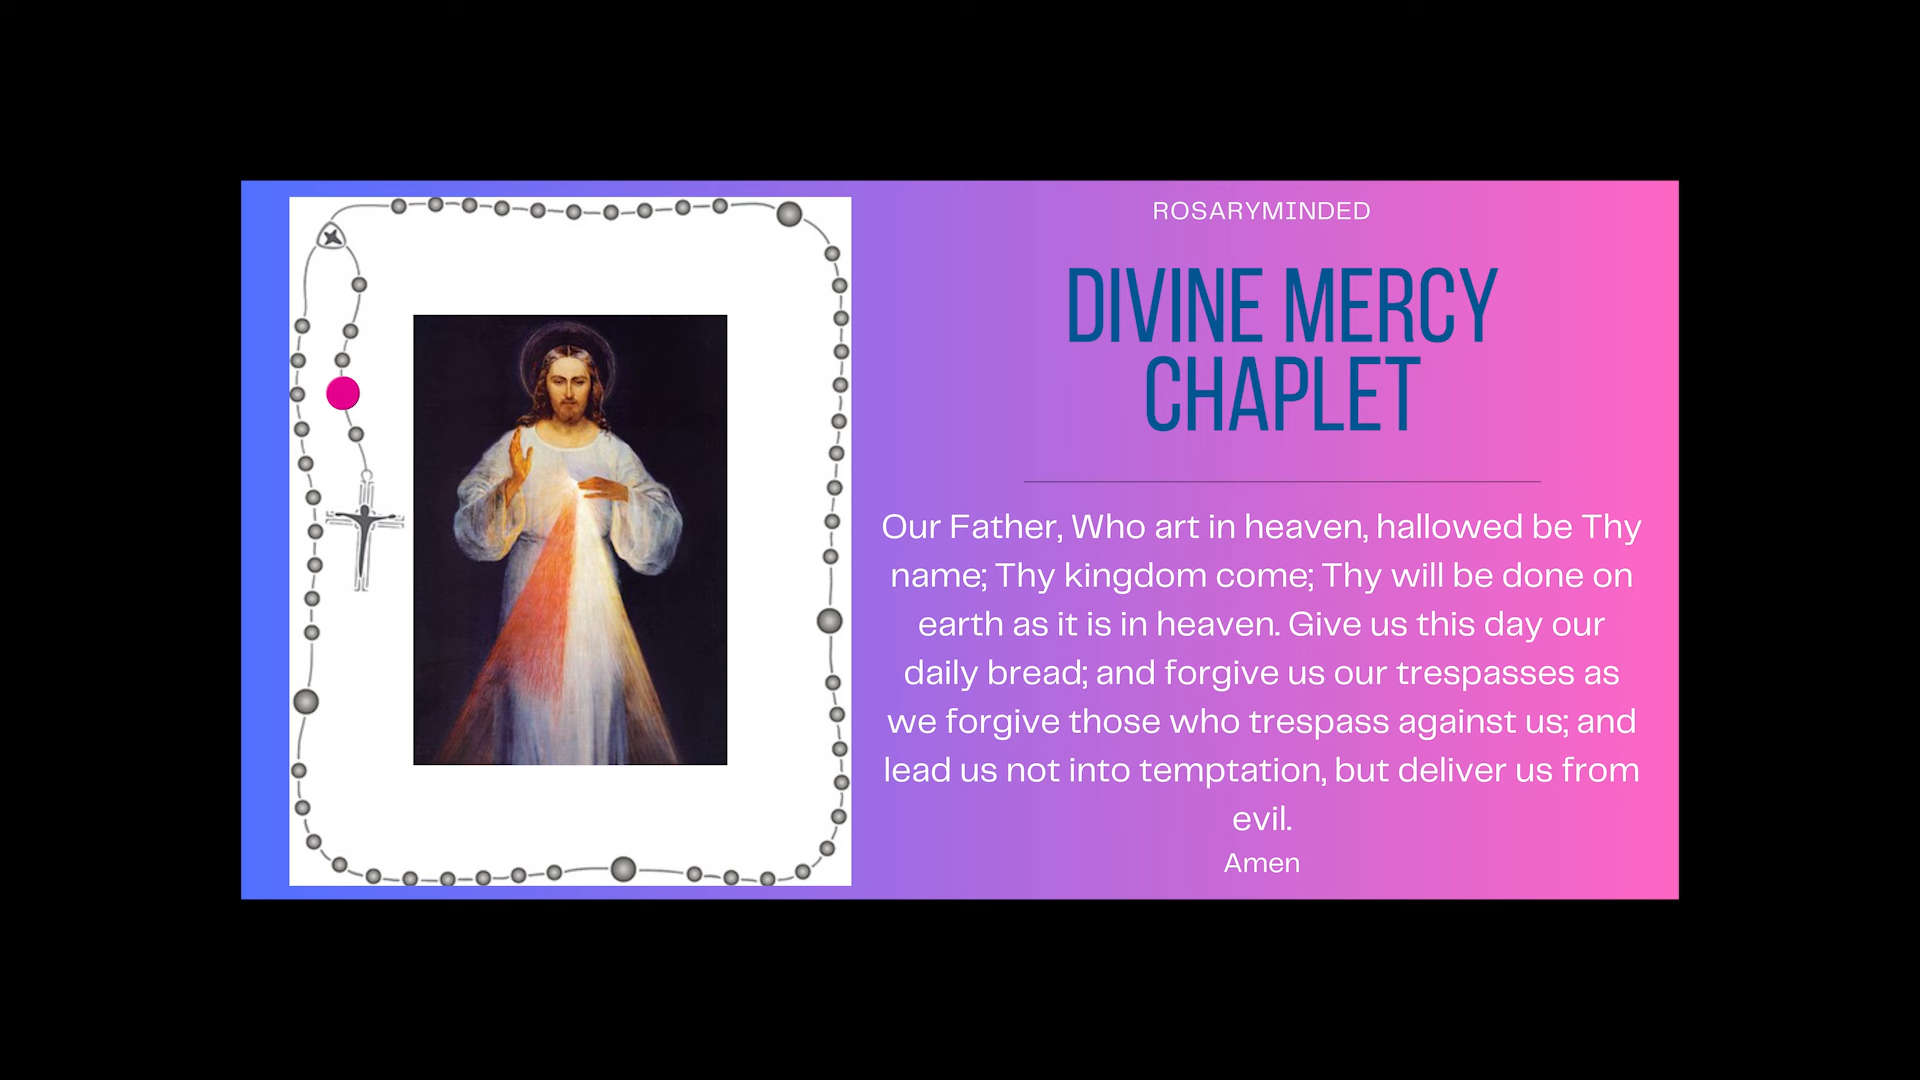 ROSARYMINDED
DIVINE MERCY
CHAPLET
Our Father, Who art in heaven, hallowed be Thy
name; Thy kingdom come; Thy will be done on
earth as it is in heaven. Give us this day our
daily bread; and forgive us our trespasses as
we forgive those who trespass against us; and
lead us not into temptation, but deliver us from
evil.
Amen